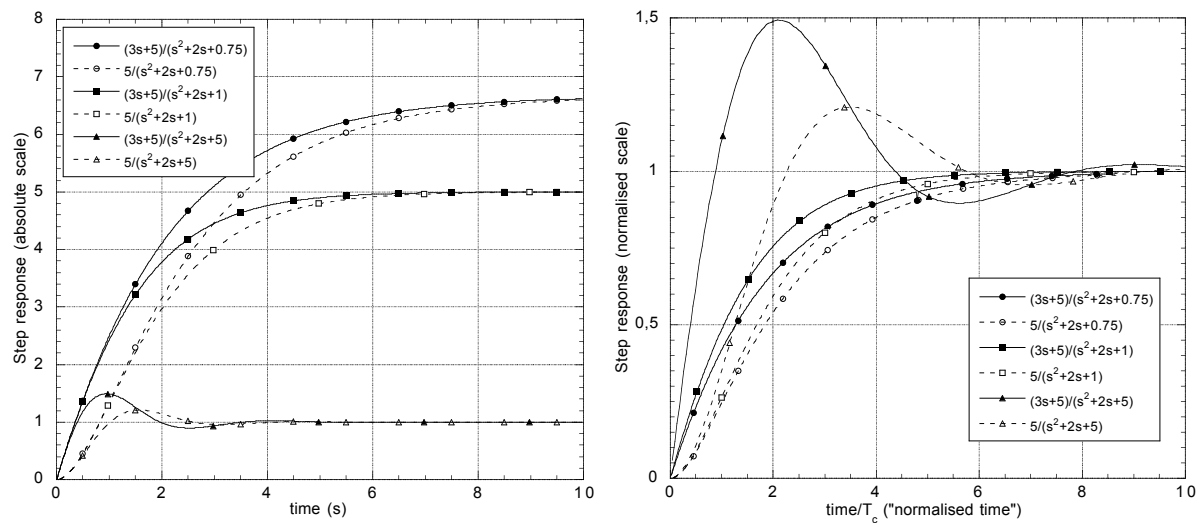 8
7
6
5
4
3
2
1
0
Step response (absolute scale)
(3s+5)/(s²+2s+0.75)
5/(s²+2s+0.75)
(3s+5)/(s²+2s+1)
5/(s²+2s+1)
(3s+5)/(s²+2s+5)
5/(s²+2s+5)
0 2 4 6 8 10
time (s)
1,5
1
0,5
0
Step response (normalised scale)
(3s+5)/(s²+2s+0.75)
5/(s²+2s+0.75)
(3s+5)/(s²+2s+1)
5/(s²+2s+1)
(3s+5)/(s²+2s+5)
5/(s²+2s+5)
0 2 4 6 8 10
time/T_c ("normalised time")